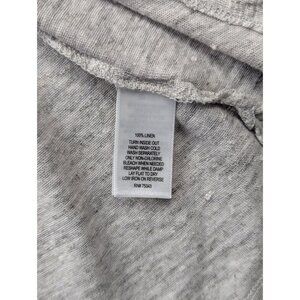 100% LINEN
TURN INSIDE OUT
HAND WASH COLD
WASH SEPARATELY
ONLY NON-CHLORINE
BLEACH WHEN NEEDED
RESHAPE WHILE DAMP
LAY FLAT TO DRY
LOW IRON ON REVERSE
RN# 75343